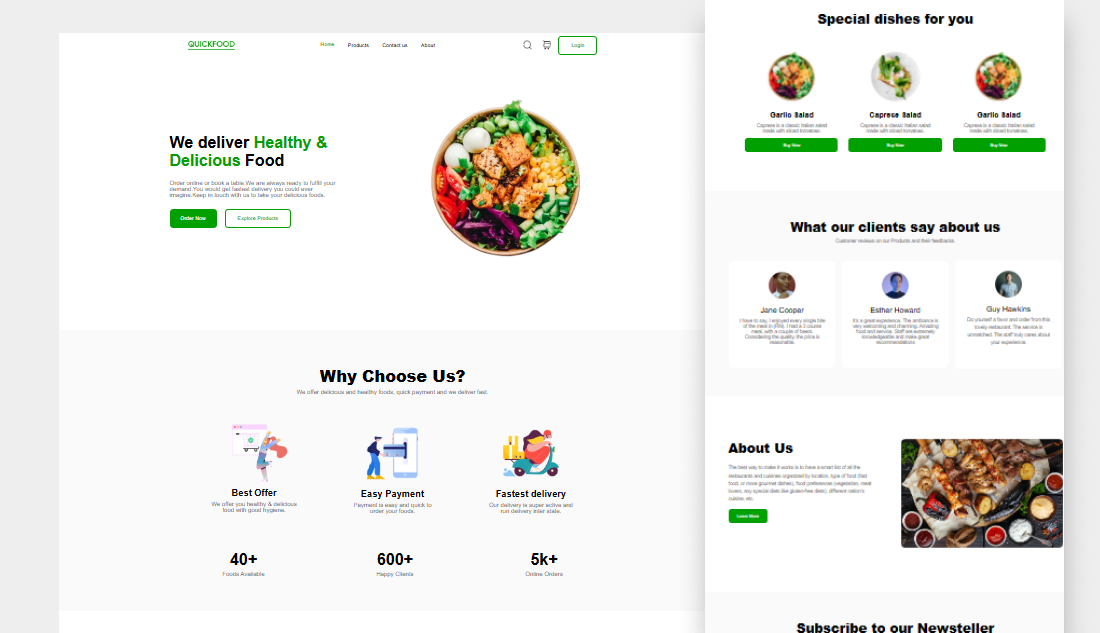 QUICKFOOD
Home Products Contact us About
Login
We deliver Healthy &
Delicious Food
Order online or book a table.We are always ready to fulfill your
demand.You would get fastest delivery you could ever
imagine.Keep in touch with us to take your delicious foods.
Order Now Explore Products
Why Choose Us?
We offer delicious and healthy foods, quick payment and we deliver fast.
Best Offer
We offer you healthy & delicious
food with good hygiene.
Easy Payment
Payment is easy and quick to
order your foods.
Fastest delivery
Our delivery is super active and
run delivery inter state.
40+
Foods Available
600+
Happy Clients
5k+
Online Orders
Special dishes for you
Garlio Salad
Caprese is a classic Italian salad
made with sliced tomatoes.
Buy Now
Caprese Salad
Caprese is a classic Italian salad
made with sliced tomatoes.
Buy Now
Garlio Salad
Caprese is a classic Italian salad
made with sliced tomatoes.
Buy Now
What our clients say about us
Customer reviews on our Products and their feedbacks.
Jane Cooper
I have to say, I enjoyed every single bite
of the meal in I had a 3 course
meal, with a couple of beers.
Considering the quality, the price is
reasonable.
Esther Howard
It's a great experience. The ambiance is
very welcoming and charming. Amazing
food and service. Staff are extremely
knowledgeable and make great
recommendations.
Guy Hawkins
Do yourself a favor and order from this
lovely restaurant. The service is
unmatched. The staff truly cares about
your experience.
About Us
The best way to make it works is to have a smart list of all the
restaurants and cuisines organized by location, type of food (fast
food, or more gourmet dishes), food preferences (vegetarian, meat
lovers, any special diets like gluten-free diets), different nation's
cuisine, etc.
Learn More
Subscribe to our Newsteller